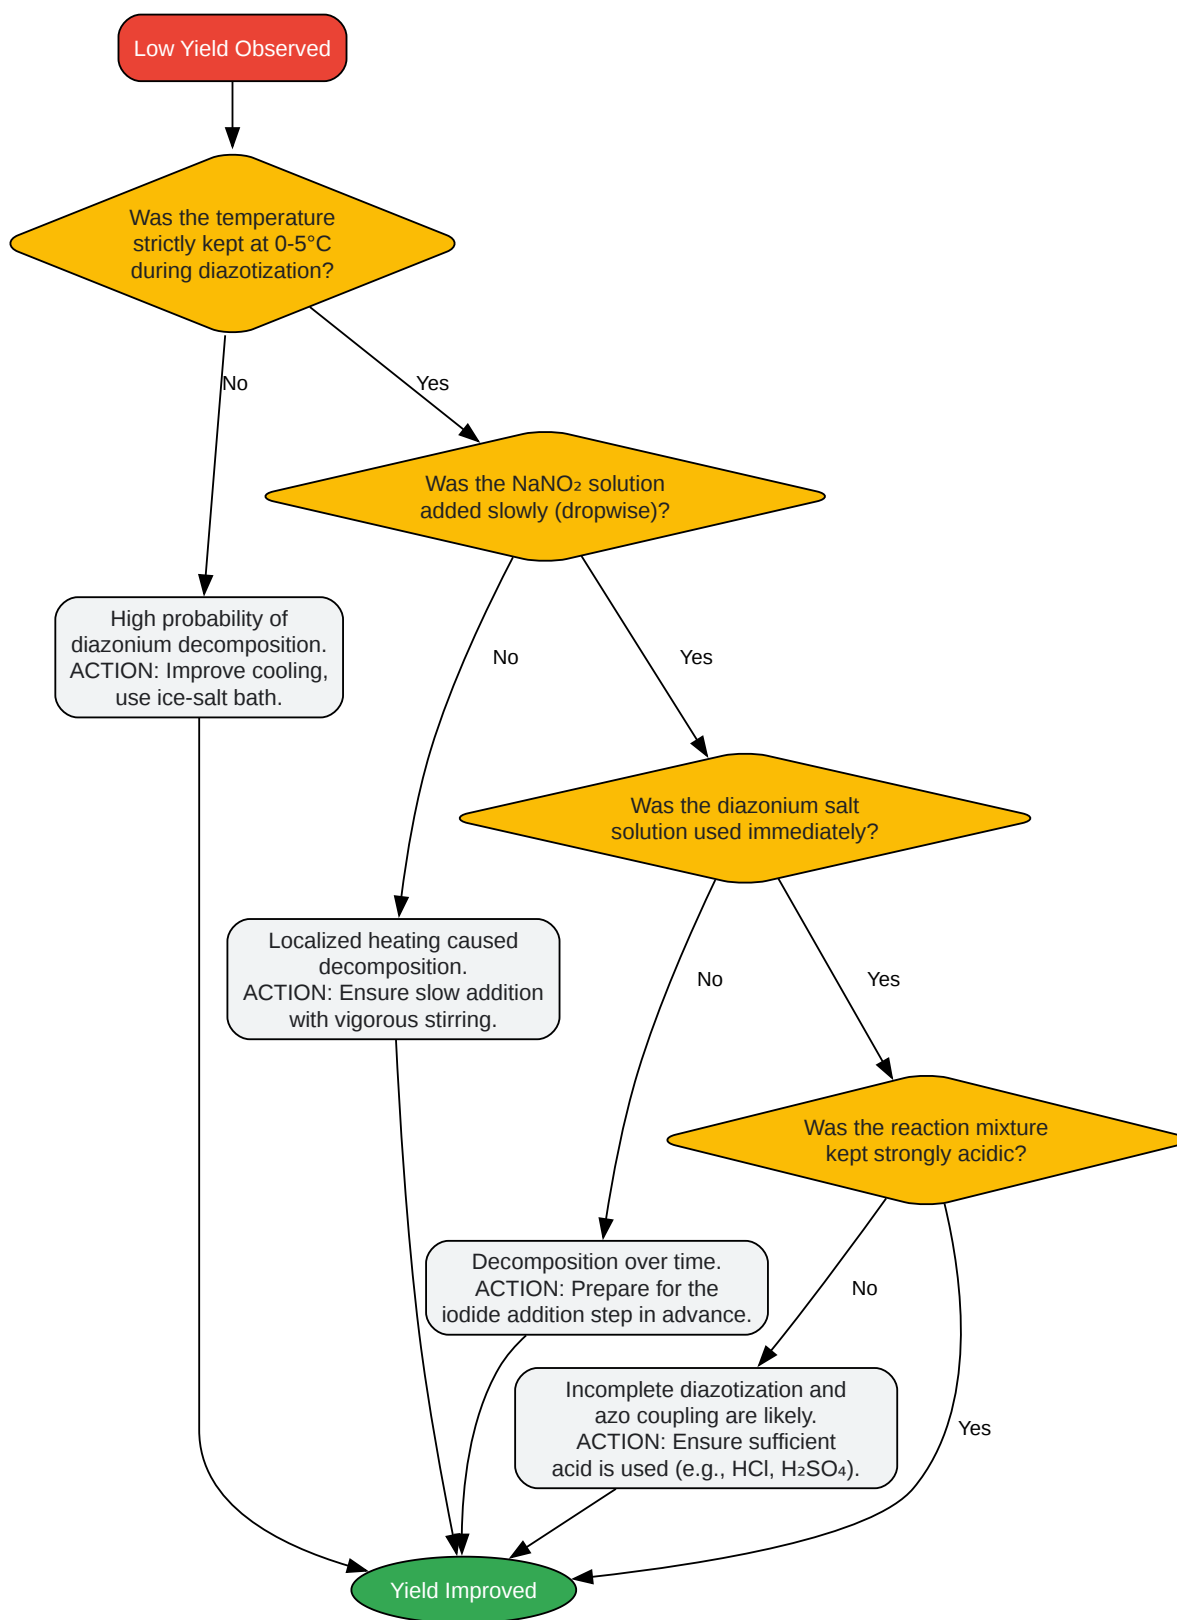 Low Yield Observed
Was the temperature
strictly kept at 0-5°C
during diazotization?
No
Yes
Was the NaNO₂ solution
added slowly (dropwise)?
High probability of
diazonium decomposition.
ACTION: Improve cooling,
use ice-salt bath.
No
Yes
Was the diazonium salt
solution used immediately?
Localized heating caused
decomposition.
ACTION: Ensure slow addition
with vigorous stirring.
No
Yes
Was the reaction mixture
kept strongly acidic?
Decomposition over time.
ACTION: Prepare for the
iodide addition step in advance.
No
Incomplete diazotization and
azo coupling are likely.
ACTION: Ensure sufficient
acid is used (e.g., HCl, H₂SO₄).
Yes
Yield Improved